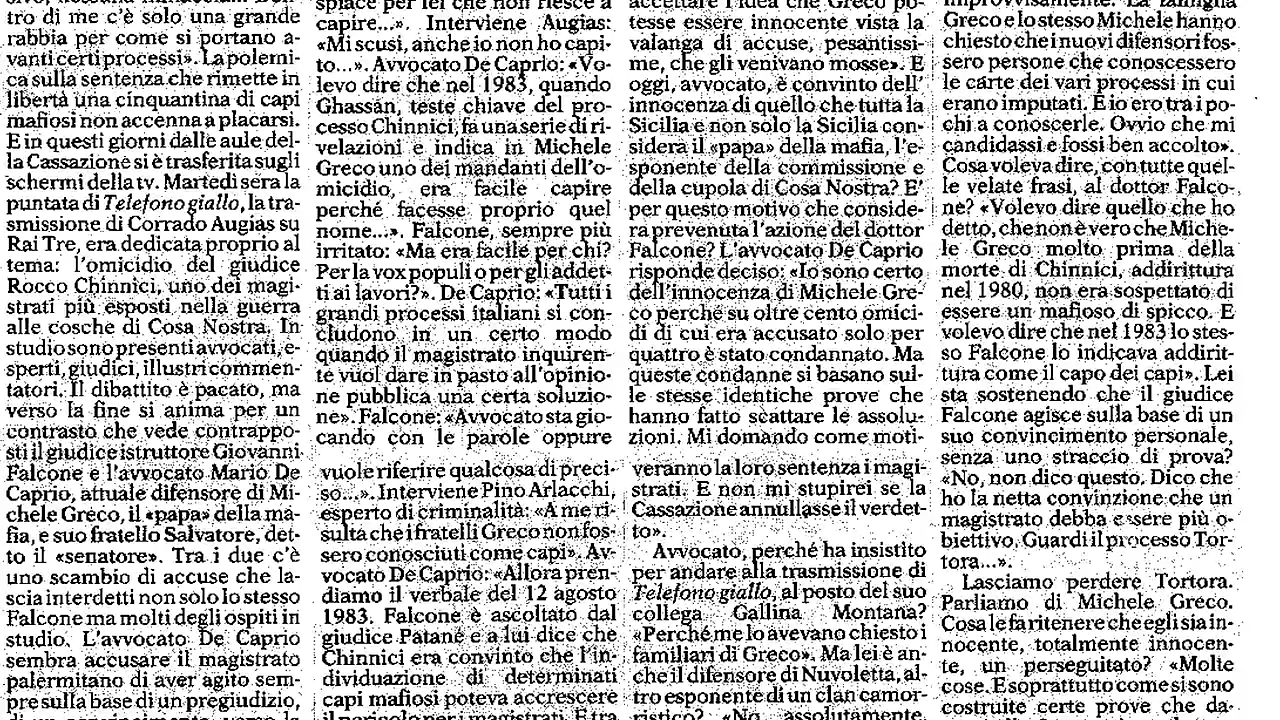 tro di me c'è solo una grande
rabbia per come si portano a-
vanti certi processi». La polemi-
ca sulla sentenza che rimette in
libertà una cinquantina di capi
mafiosi non accenna a placarsi.
E in questi giorni dalle aule del-
la Cassazione si è trasferita sugli
schermi della tv. Martedì sera la
puntata di Telefono giallo, la tra-
smissione di Corrado Augias su
Rai Tre, era dedicata proprio al
tema: l'omicidio del giudice
Rocco Chinnici, uno dei magi-
strati più esposti nella guerra
alle cosche di Cosa Nostra. In
studio sono presenti avvocati, e-
sperti, giudici, illustri commen-
tatori. Il dibattito è pacato, ma
verso la fine si anima per un
contrasto che vede contrappo-
sti il giudice istruttore Giovanni
Falcone e l'avvocato Mario De
Caprio, attuale difensore di Mi-
chele Greco, il «papa» della ma-
fia, e suo fratello Salvatore, det-
to il «senatore». Tra i due c'è
uno scambio di accuse che la-
scia interdetti non solo lo stesso
Falcone ma molti degli ospiti in
studio. L'avvocato De Caprio
sembra accusare il magistrato
palermitano di aver agito sem-
pre sulla base di un pregiudizio,
spiace per lei che non riesce a
capire...». Interviene Augias:
«Mi scusi, anche io non ho capi-
to...». Avvocato De Caprio: «Vo-
levo dire che nel 1983, quando
Ghassan, teste chiave del pro-
cesso Chinnici, fa una serie di ri-
velazioni e indica in Michele
Greco uno dei mandanti dell'o-
micidio, era facile capire
perché facesse proprio quel
nome...». Falcone, sempre più
irritato: «Ma era facile per chi?
Per la vox populi o per gli addet-
ti ai lavori?». De Caprio: «Tutti i
grandi processi italiani si con-
cludono in un certo modo
quando il magistrato inquiren-
te vuol dare in pasto all'opinio-
ne pubblica una certa soluzio-
ne». Falcone: «Avvocato sta gio-
cando con le parole oppure
vuole riferire qualcosa di preci-
so...». Interviene Pino Arlacchi,
esperto di criminalità: «A me ri-
sulta che i fratelli Greco non fos-
sero conosciuti come capi». Av-
vocato De Caprio: «Allora pren-
diamo il verbale del 12 agosto
1983. Falcone è ascoltato dal
giudice Patanè e a lui dice che
Chinnici era convinto che l'in-
dividuazione di determinati
capi mafiosi poteva accrescere
il pericolo per i magistrati. E tra
accettare l'idea che Greco po-
tesse essere innocente vista la
valanga di accuse, pesantissi-
me, che gli venivano mosse». E
oggi, avvocato, è convinto dell'
innocenza di quello che tutta la
Sicilia e non solo la Sicilia con-
sidera il «papa» della mafia, l'e-
sponente della commissione e
della cupola di Cosa Nostra? E'
per questo motivo che conside-
ra prevenuta l'azione del dottor
Falcone? L'avvocato De Caprio
risponde deciso: «Io sono certo
dell'innocenza di Michele Gre-
co perché su oltre cento omici-
di di cui era accusato solo per
quattro è stato condannato. Ma
queste condanne si basano sul-
le stesse identiche prove che
hanno fatto scattare le assolu-
zioni. Mi domando come moti-
veranno la loro sentenza i magi-
strati. E non mi stupirei se la
Cassazione annullasse il verdet-
to».
Avvocato, perché ha insistito
per andare alla trasmissione di
Telefono giallo, al posto del suo
collega Gallina Montana?
«Perché me lo avevano chiesto i
familiari di Greco». Ma lei è an-
che il difensore di Nuvoletta, al-
tro esponente di un clan camor-
ristico? «No, assolutamente.
improvvisamente. La famiglia
Greco e lo stesso Michele hanno
chiesto che i nuovi difensori fos-
sero persone che conoscessero
le carte dei vari processi in cui
erano imputati. E io ero tra i po-
chi a conoscerle. Ovvio che mi
candidassi e fossi ben accolto».
Cosa voleva dire, con tutte quel-
le velate frasi, al dottor Falco-
ne? «Volevo dire quello che ho
detto, che non è vero che Miche-
le Greco molto prima della
morte di Chinnici, addirittura
nel 1980, non era sospettato di
essere un mafioso di spicco. E
volevo dire che nel 1983 lo stes-
so Falcone lo indicava addirit-
tura come il capo dei capi». Lei
sta sostenendo che il giudice
Falcone agisce sulla base di un
suo convincimento personale,
senza uno straccio di prova?
«No, non dico questo. Dico che
ho la netta convinzione che un
magistrato debba essere più o-
biettivo. Guardi il processo Tor-
tora...».
Lasciamo perdere Tortora.
Parliamo di Michele Greco.
Cosa le fa ritenere che egli sia in-
nocente, totalmente innocen-
te, un perseguitato? «Molte
cose. E soprattutto come si sono
costruite certe prove che da-